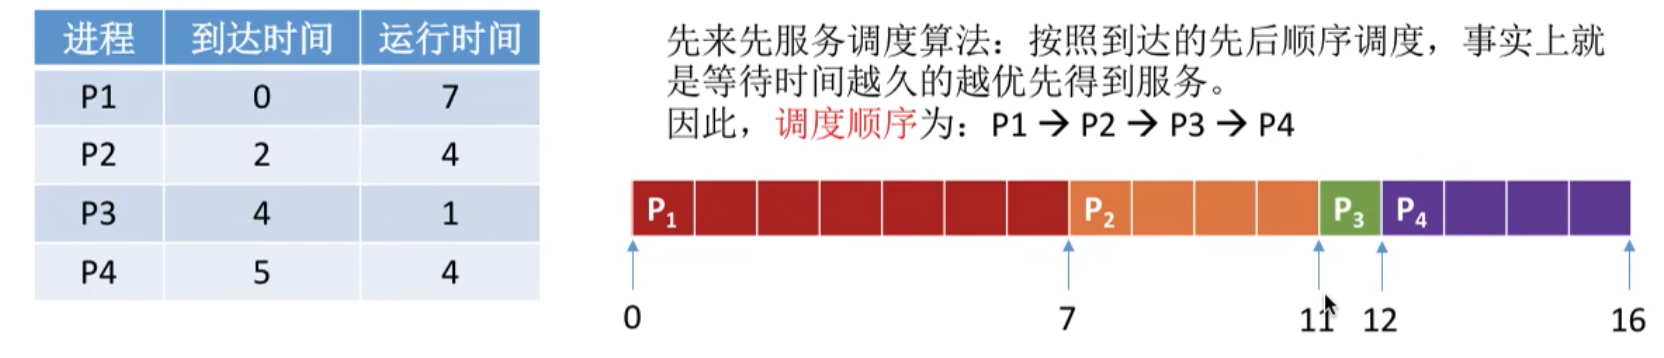 进程 到达时间 运行时间
P1 0 7
P2 2 4
P3 4 1
P4 5 4
先来先服务调度算法：按照到达的先后顺序调度，事实上就
是等待时间越久的越优先得到服务。
因此，调度顺序为：P1 → P2 → P3 → P4
P₁ P₂ P₃ P₄
0 7 11 12 16